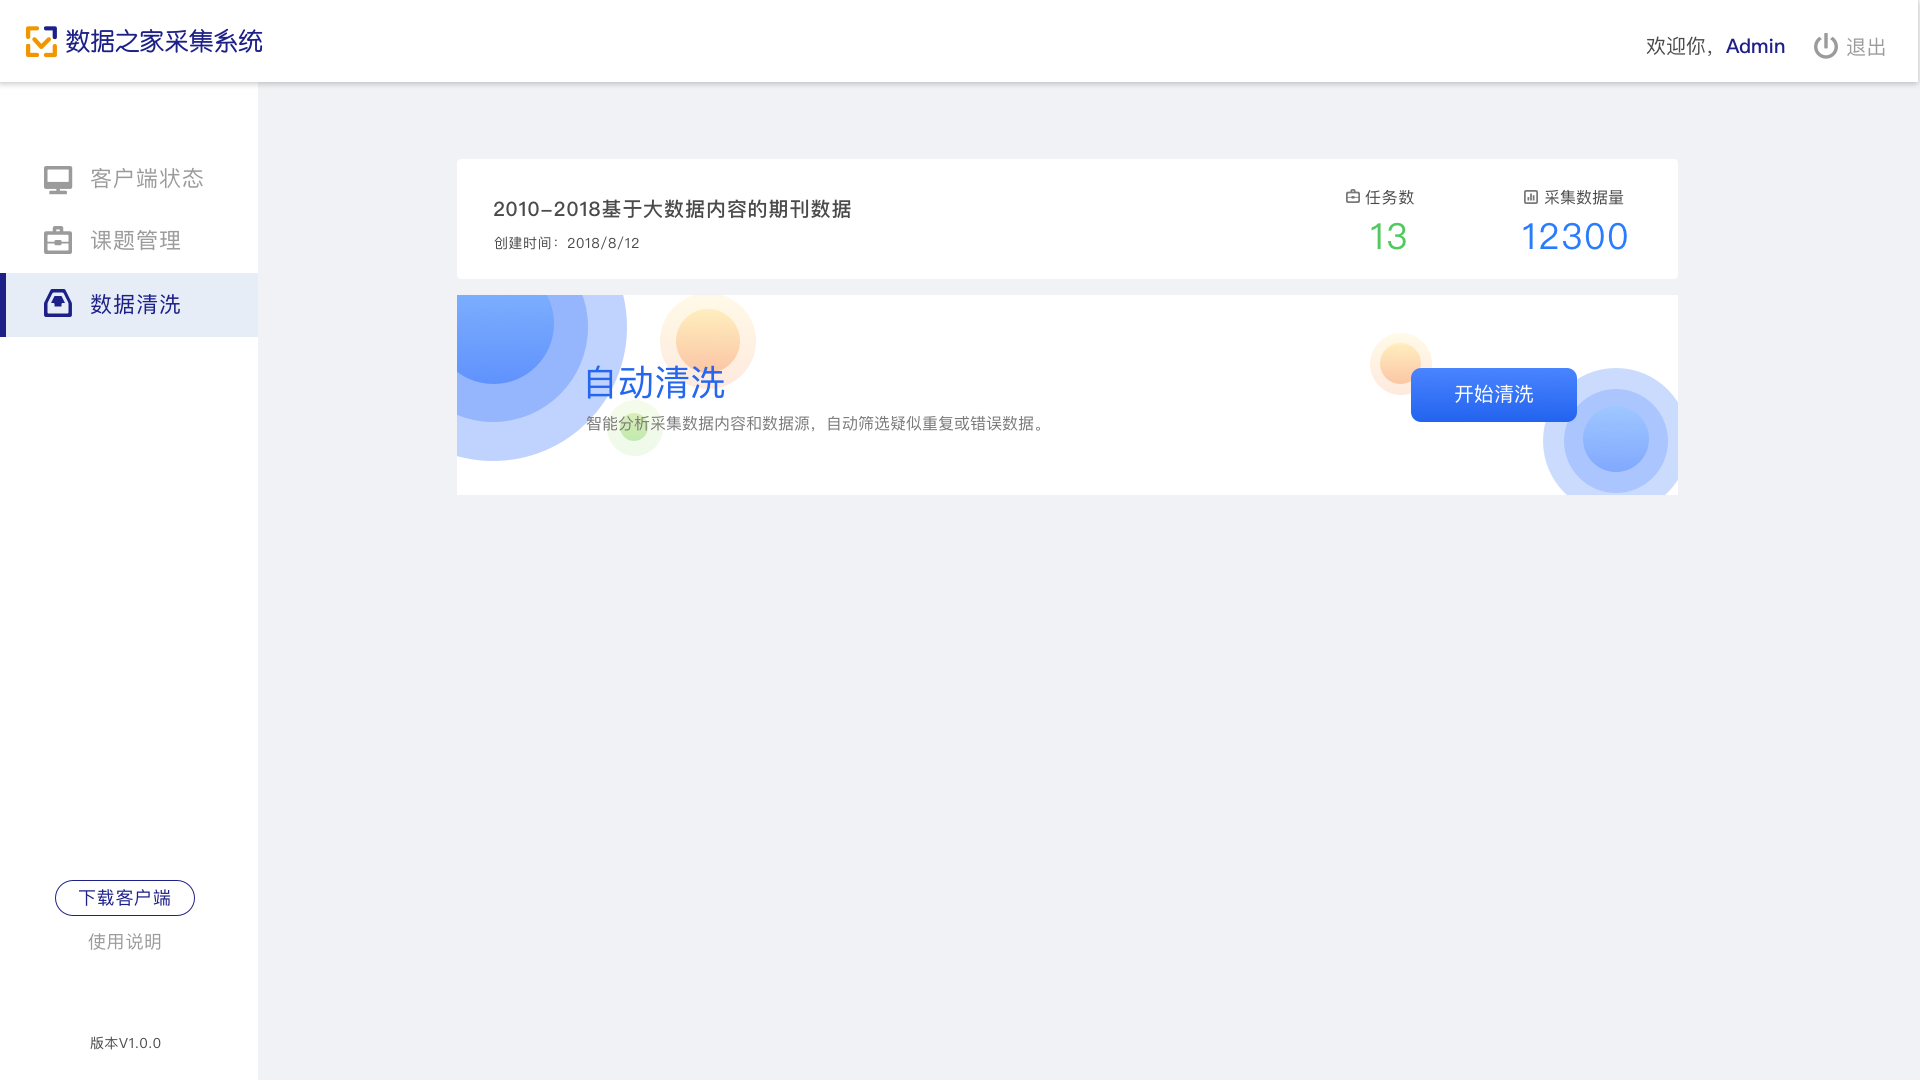 数据之家采集系统
欢迎你，Admin
退出
客户端状态
课题管理
数据清洗
2010-2018基于大数据内容的期刊数据
创建时间：2018/8/12
任务数
13
采集数据量
12300
自动清洗
智能分析采集数据内容和数据源，自动筛选疑似重复或错误数据。
开始清洗
下载客户端
使用说明
版本V1.0.0